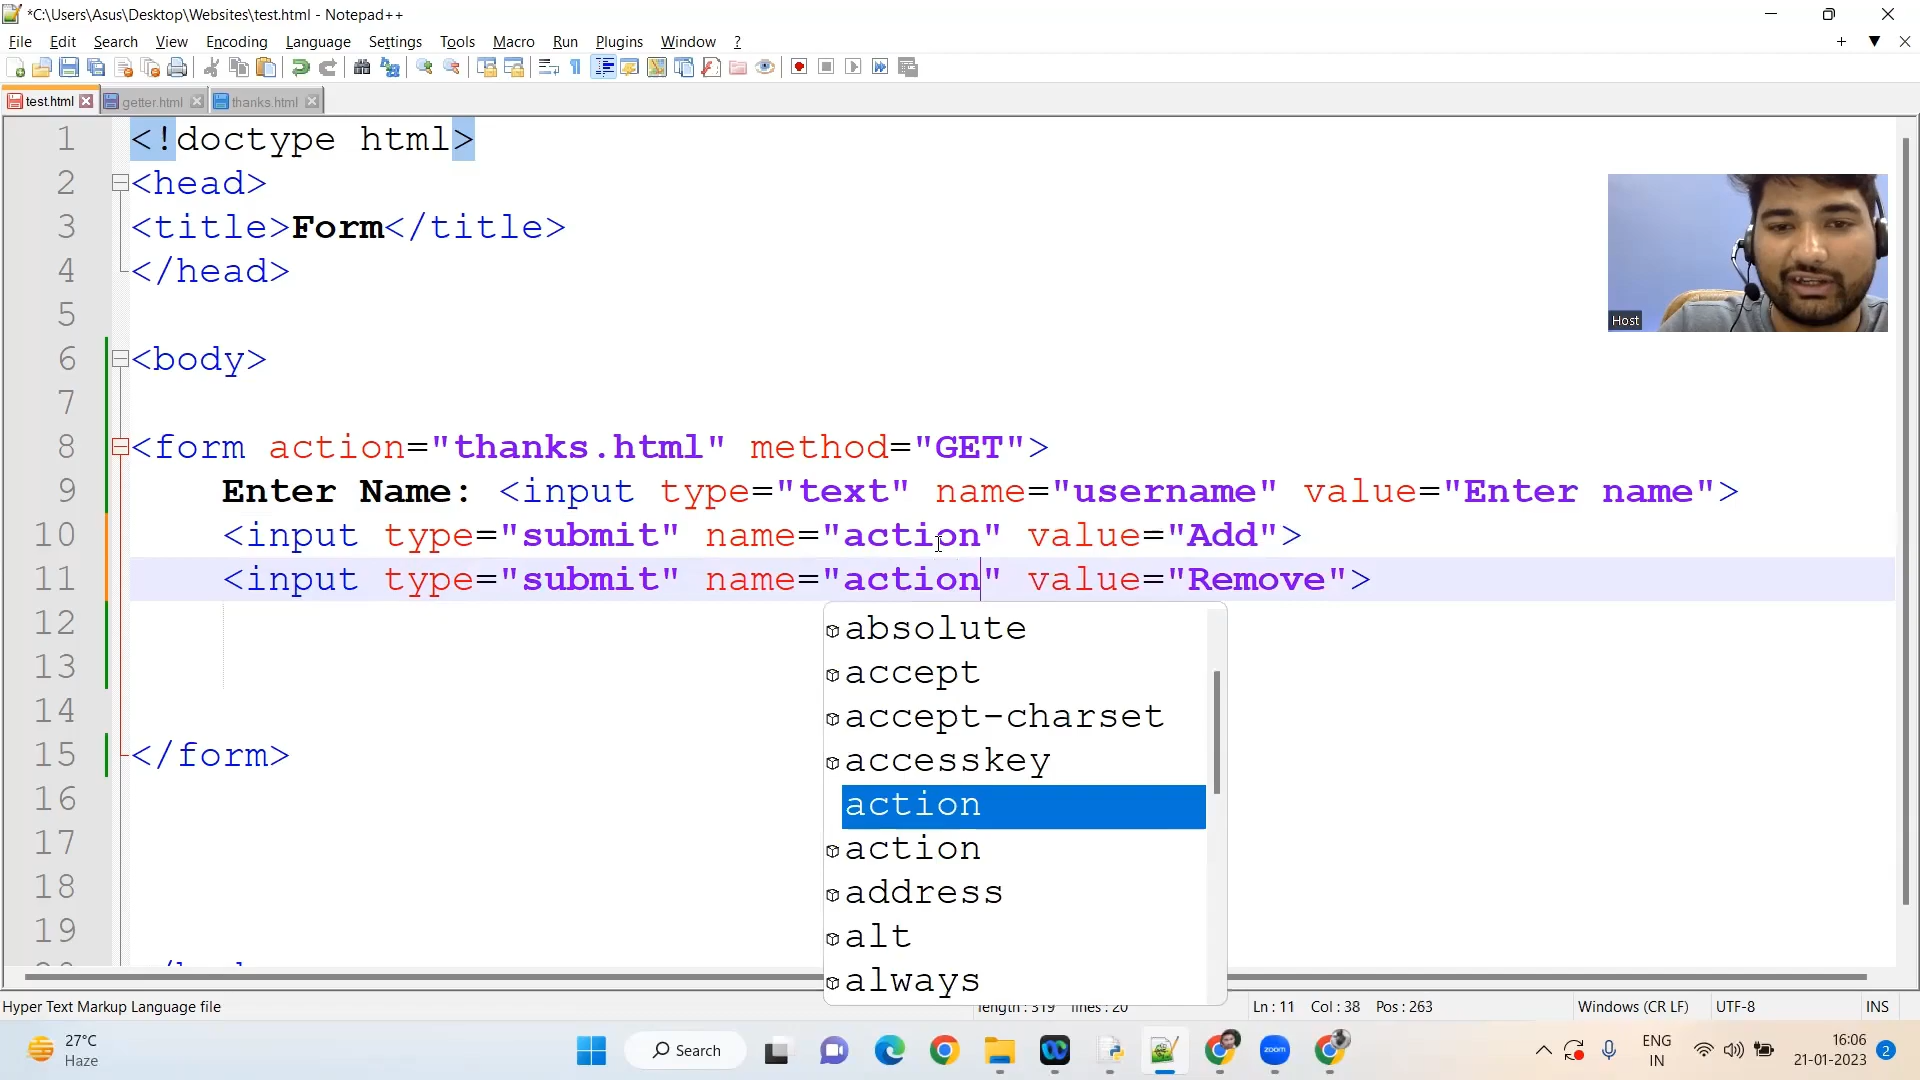 *C:\Users\Asus\Desktop\Websites\test.html - Notepad++
File Edit Search View Encoding Language Settings Tools Macro Run Plugins Window ?
test.html getter.html thanks.html
1 <!doctype html>
2 <head>
3 <title>Form</title>
4 </head>
5
6 <body>
7
8 <form action="thanks.html" method="GET">
9 Enter Name: <input type="text" name="username" value="Enter name">
10 <input type="submit" name="action" value="Add">
11 <input type="submit" name="action" value="Remove">
12
13
14
15 </form>
16
17
18
19
absolute
accept
accept-charset
accesskey
action
action
address
alt
always
Host
Hyper Text Markup Language file length : 319 lines : 20 Ln : 11 Col : 38 Pos : 263 Windows (CR LF) UTF-8 INS
27°C
Haze
Search
zoom
ENG
IN
16:06
21-01-2023
2